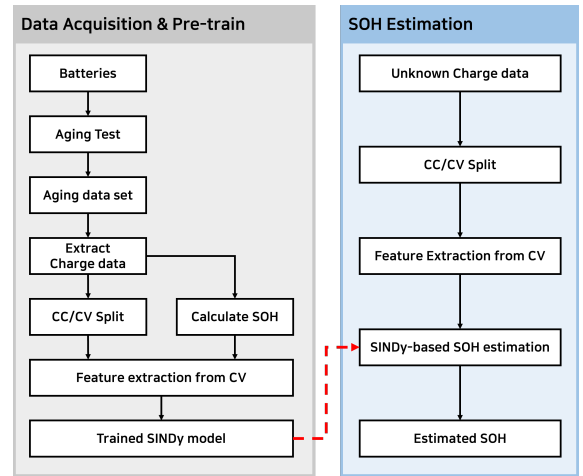 Data Acquisition & Pre-train
Batteries
Aging Test
Aging data set
Extract
Charge data
CC/CV Split
Calculate SOH
Feature extraction from CV
Trained SINDy model
SOH Estimation
Unknown Charge data
CC/CV Split
Feature Extraction from CV
SINDy-based SOH estimation
Estimated SOH